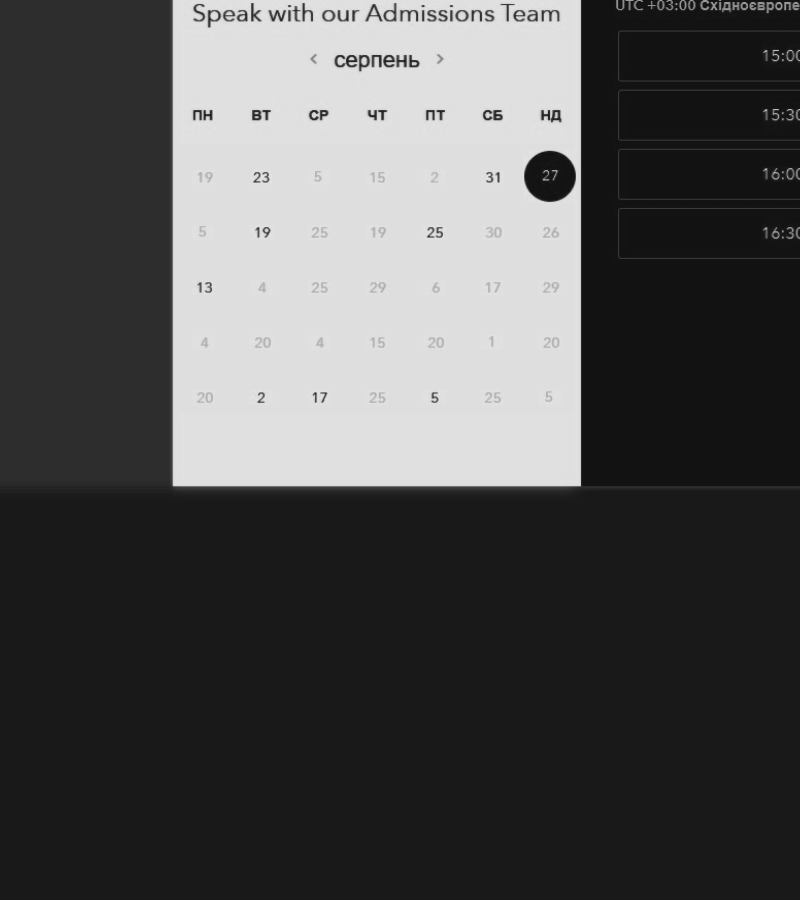 Speak with our Admissions Team
< серпень >
ПН ВТ СР ЧТ ПТ СБ НД
19 23 5 15 2 31 27
5 19 25 19 25 30 26
13 4 25 29 6 17 29
4 20 4 15 20 1 20
20 2 17 25 5 25 5
UTC +03:00 Східноєвропе
15:00
15:30
16:00
16:30